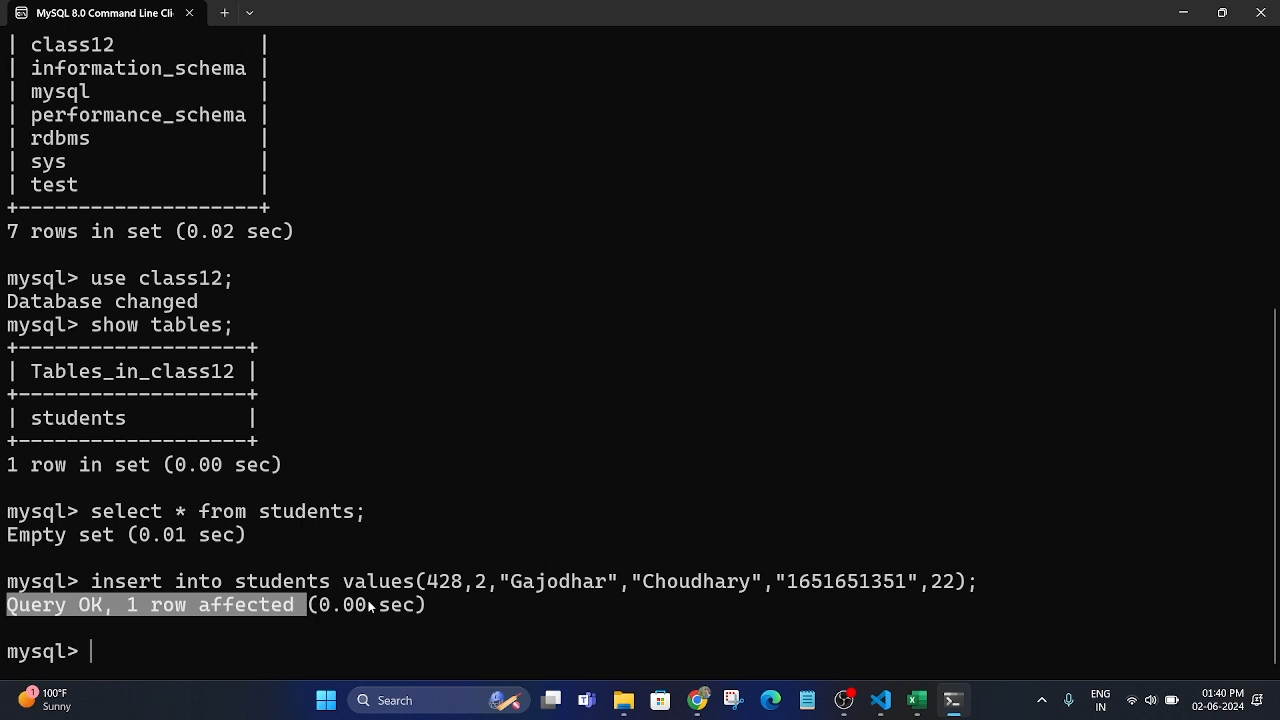 MySQL 8.0 Command Line Cli
| class12            |
| information_schema |
| mysql              |
| performance_schema |
| rdbms              |
| sys                |
| test               |
+--------------------+
7 rows in set (0.02 sec)
mysql> use class12;
Database changed
mysql> show tables;
+-------------------+
| Tables_in_class12 |
+-------------------+
| students          |
+-------------------+
1 row in set (0.00 sec)
mysql> select * from students;
Empty set (0.01 sec)
mysql> insert into students values(428,2,"Gajodhar","Choudhary","1651651351",22);
Query OK, 1 row affected (0.00 sec)
mysql>
1
100°F
Sunny
Search
ENG
IN
01:40 PM
02-06-2024